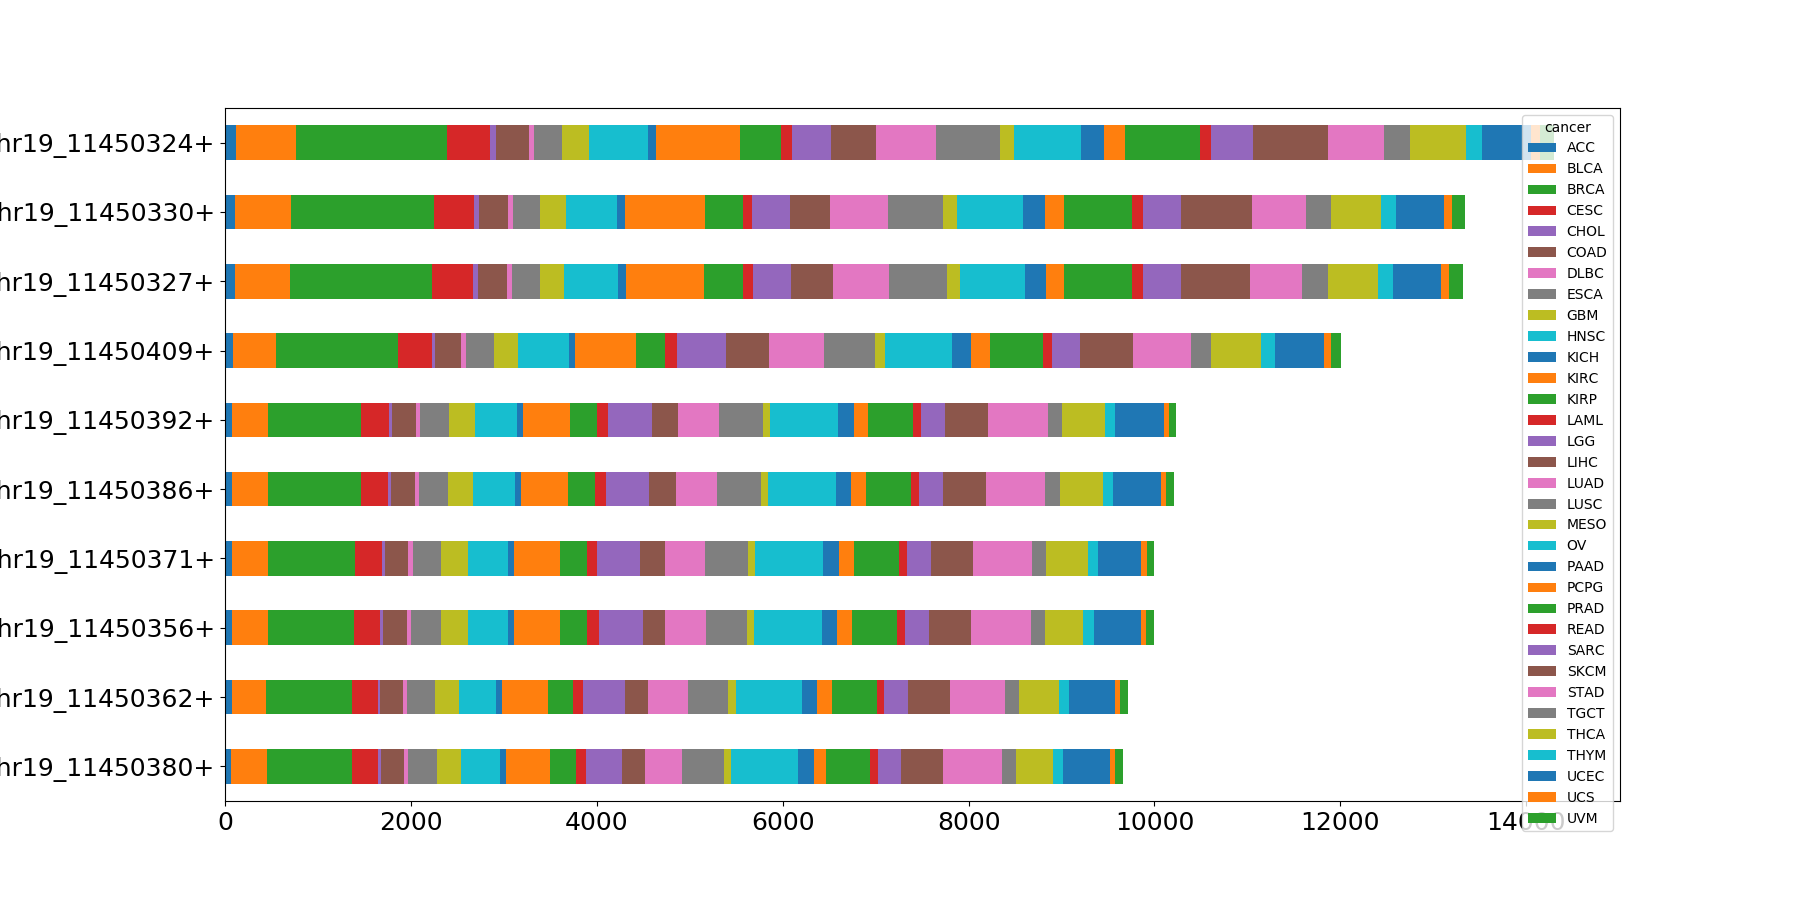 hr19_11450324+
hr19_11450330+
hr19_11450327+
hr19_11450409+
hr19_11450392+
hr19_11450386+
hr19_11450371+
hr19_11450356+
hr19_11450362+
hr19_11450380+
0 2000 4000 6000 8000 10000 12000 14000
cancer
ACC
BLCA
BRCA
CESC
CHOL
COAD
DLBC
ESCA
GBM
HNSC
KICH
KIRC
KIRP
LAML
LGG
LIHC
LUAD
LUSC
MESO
OV
PAAD
PCPG
PRAD
READ
SARC
SKCM
STAD
TGCT
THCA
THYM
UCEC
UCS
UVM